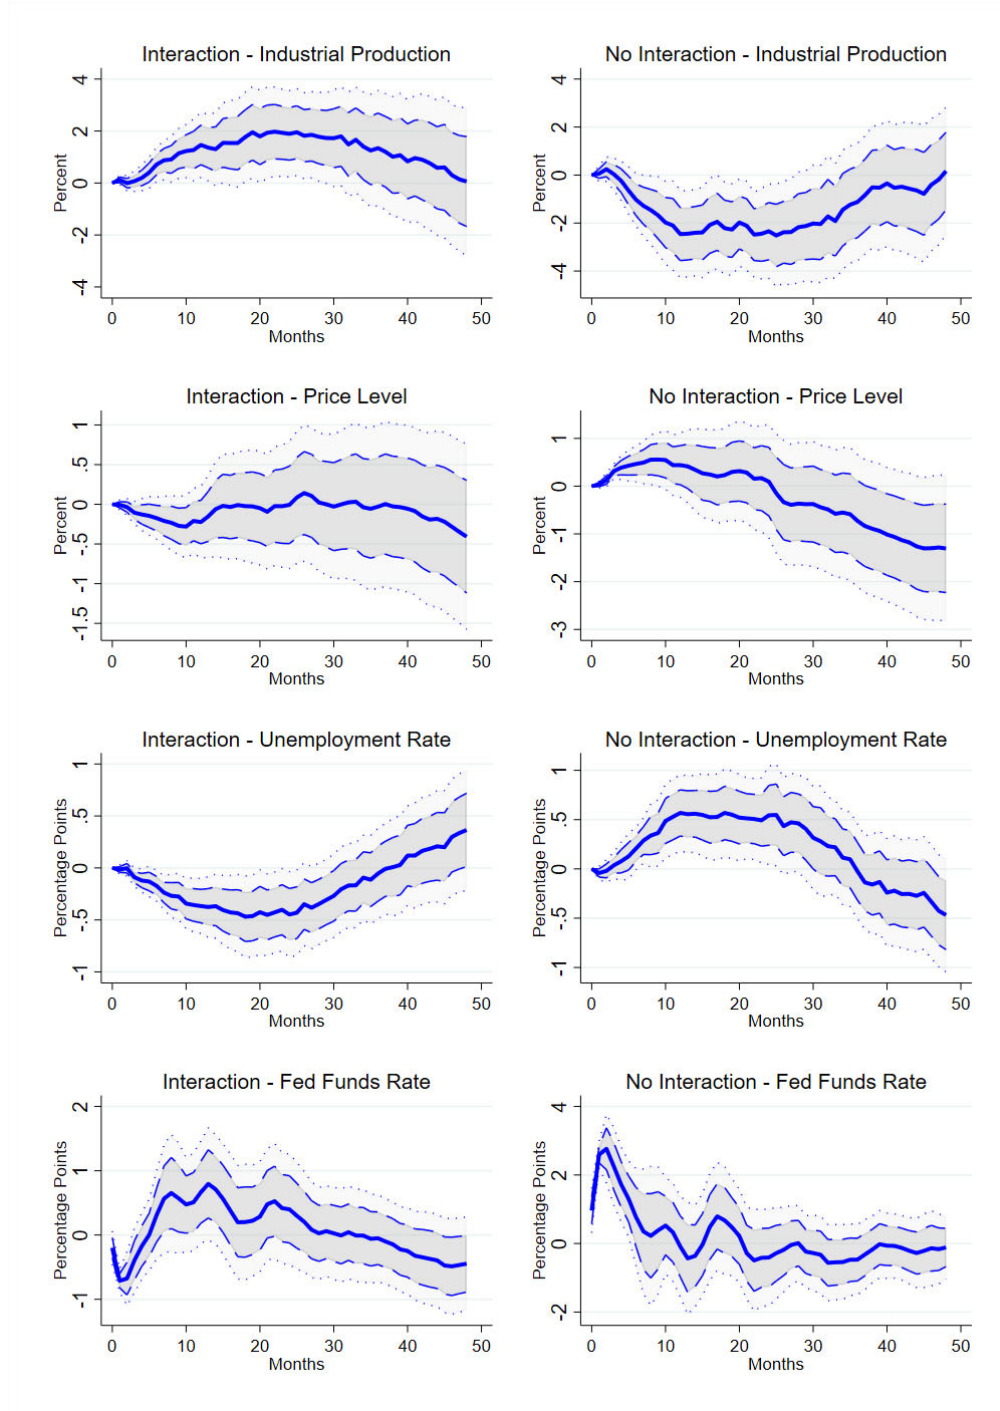 Interaction - Industrial Production
Percent
4
2
0
-2
-4
0 10 20 30 40 50
Months
No Interaction - Industrial Production
Percent
4
2
0
-2
-4
0 10 20 30 40 50
Months
Interaction - Price Level
Percent
1
.5
0
-.5
-1
-1.5
0 10 20 30 40 50
Months
No Interaction - Price Level
Percent
1
0
-1
-2
-3
0 10 20 30 40 50
Months
Interaction - Unemployment Rate
Percentage Points
1
.5
0
-.5
-1
0 10 20 30 40 50
Months
No Interaction - Unemployment Rate
Percentage Points
1
.5
0
-.5
-1
0 10 20 30 40 50
Months
Interaction - Fed Funds Rate
Percentage Points
2
1
0
-1
0 10 20 30 40 50
Months
No Interaction - Fed Funds Rate
Percentage Points
4
2
0
-2
0 10 20 30 40 50
Months